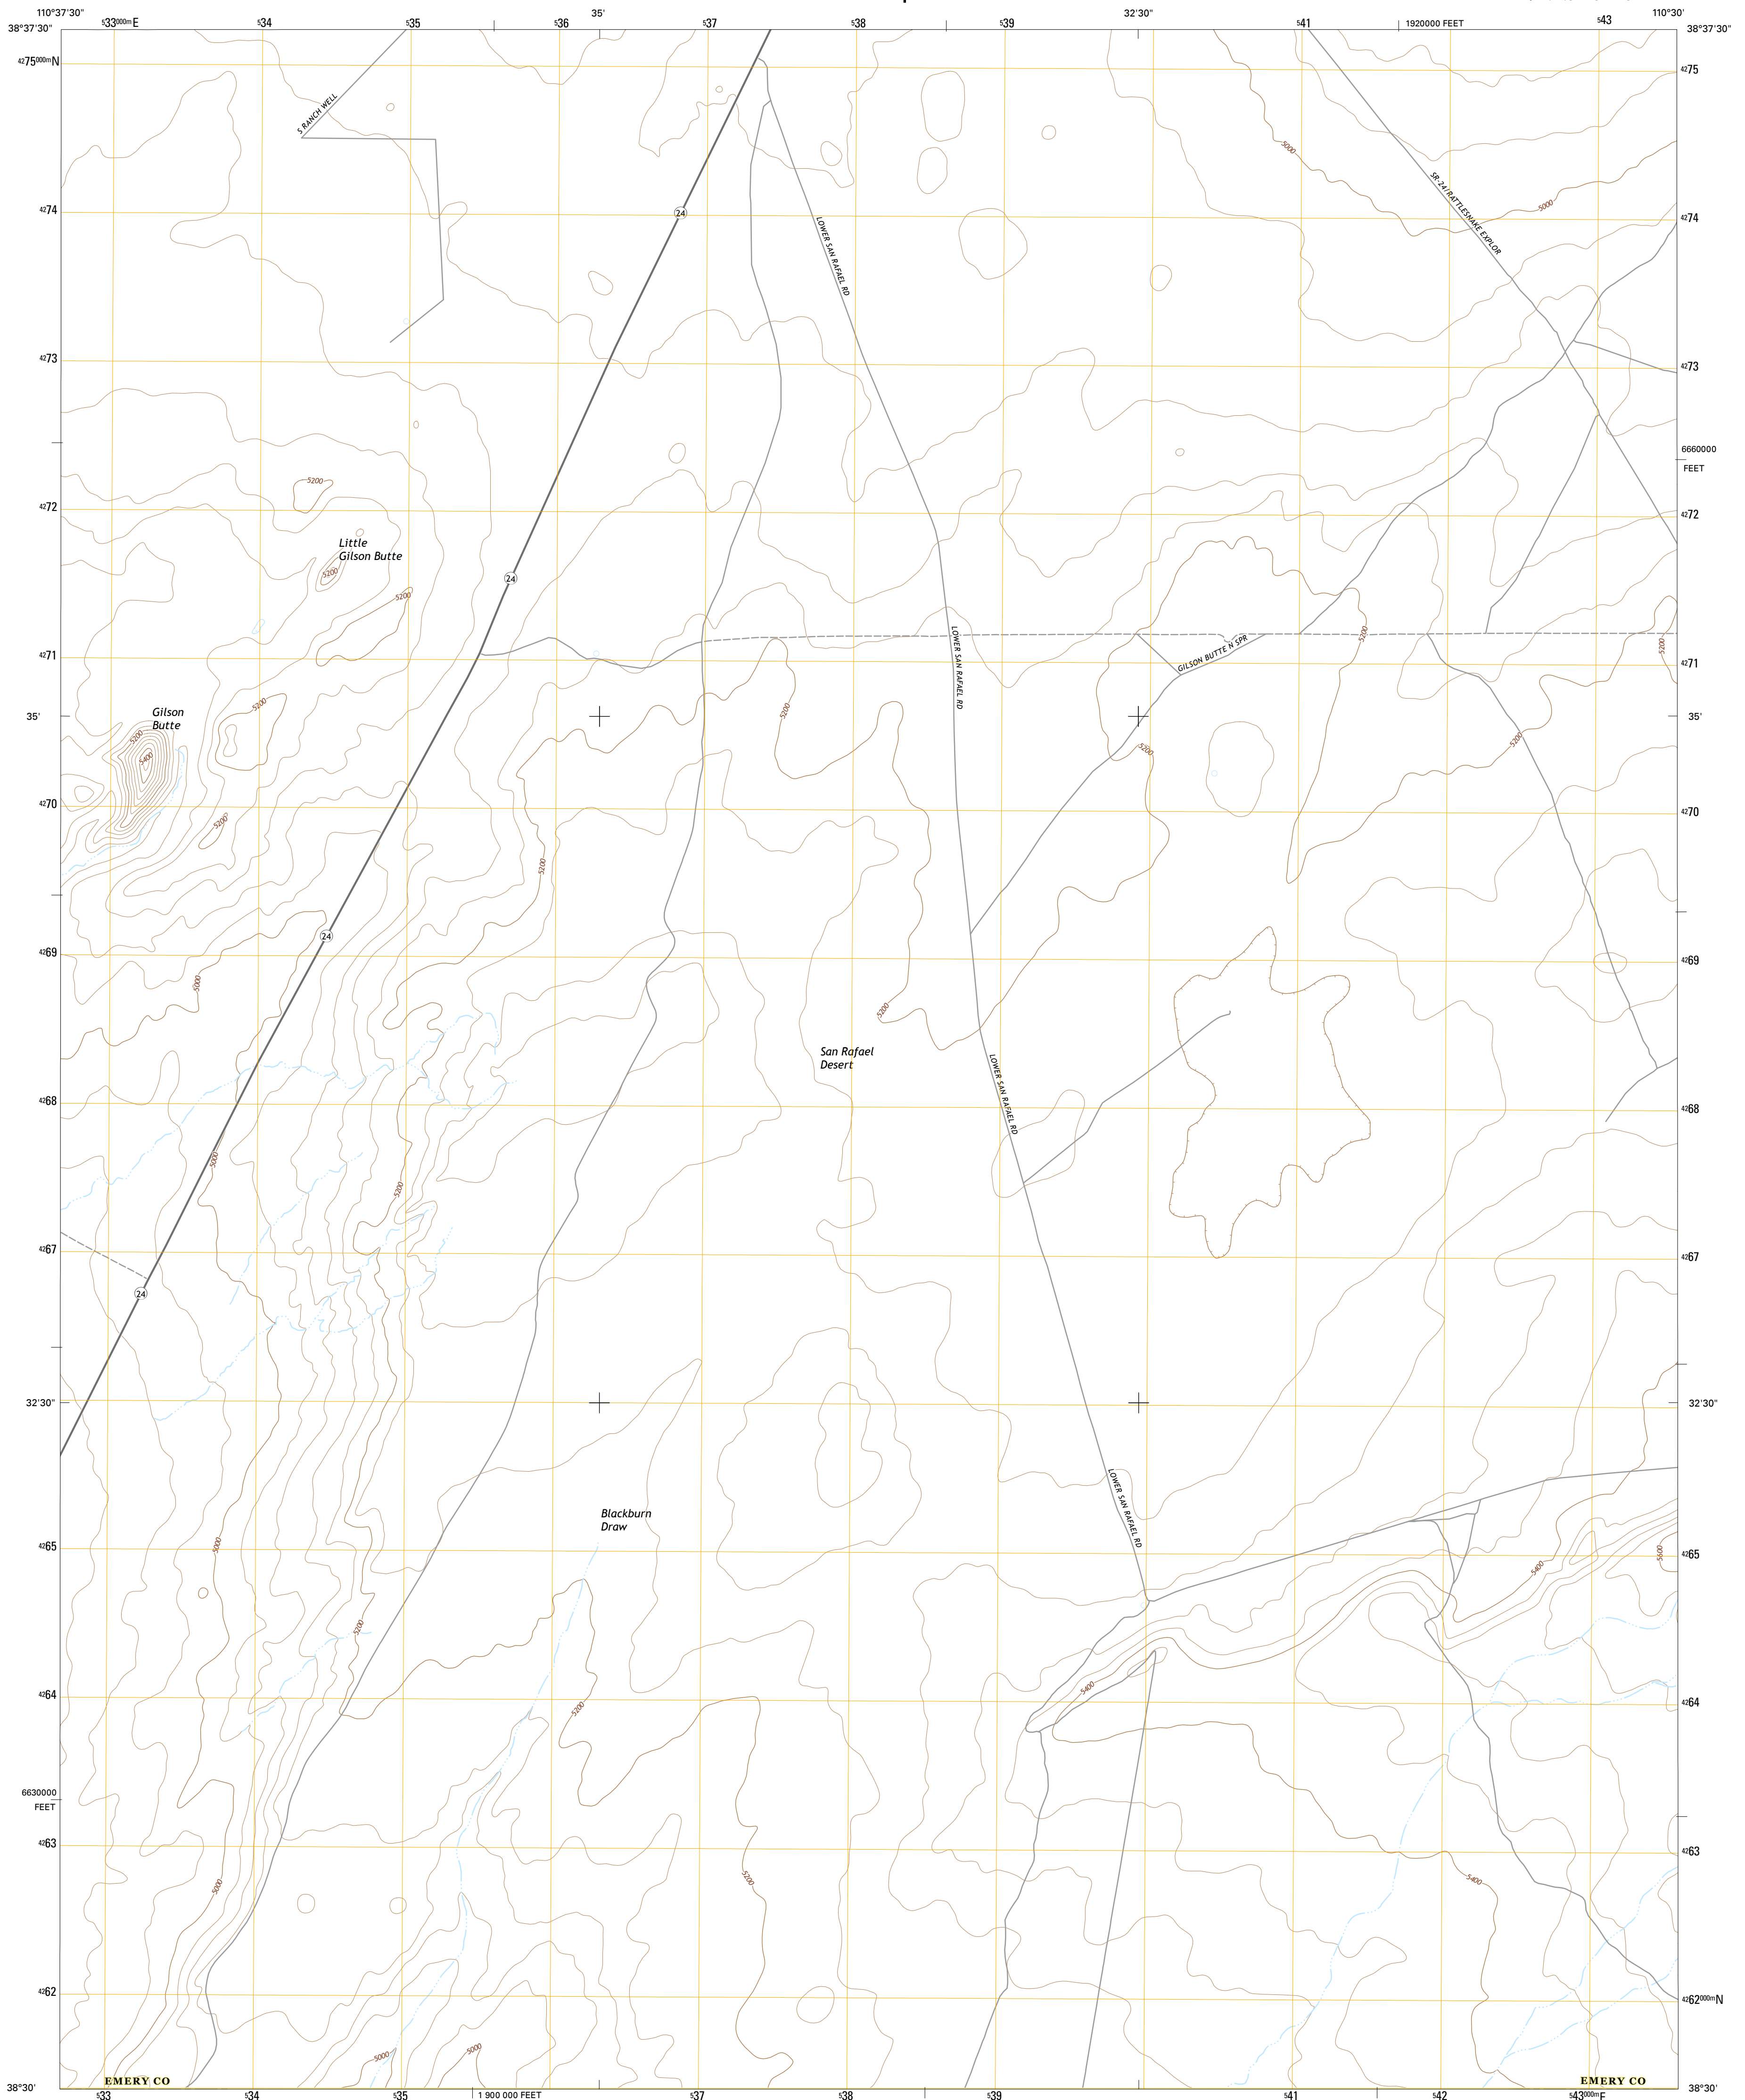 110°37'30" 533000mE 534 535 35' 536 537 538 539 32'30" 541 1920000 FEET 543 110°30'
38°37'30" 38°37'30"
4275000mN 4275
S RANCH WELL
5000
SR-24/RATTLESNAKE EXPLOR
5000
4274 24 4274
LOWER SAN RAFAEL RD
4273 4273
6660000
FEET
5200
4272 4272
Little
Gilson Butte
5200
24
5200
LOWER SAN RAFAEL RD
GILSON BUTTE N SPR
5200
5200
4271 4271
5200
Gilson
Butte
5200
35' 35'
5200
5200
5200
5400
4270 4270
5200
5200
24
4269 4269
5000
5200
San Rafael
Desert
LOWER SAN RAFAEL RD
4268 4268
5000
5200
4267 4267
24
32'30" 32'30"
LOWER SAN RAFAEL RD
Blackburn
Draw
5000
4265 4265
5600
5400
5200
5400
4264 4264
5200
6630000
FEET
4263 4263
5200
5400
5000
4262 4262000mN
5000
5000
EMERY CO EMERY CO
38°30' 38°30'
533 534 535 1 900 000 FEET 537 538 539 541 542 543000mE